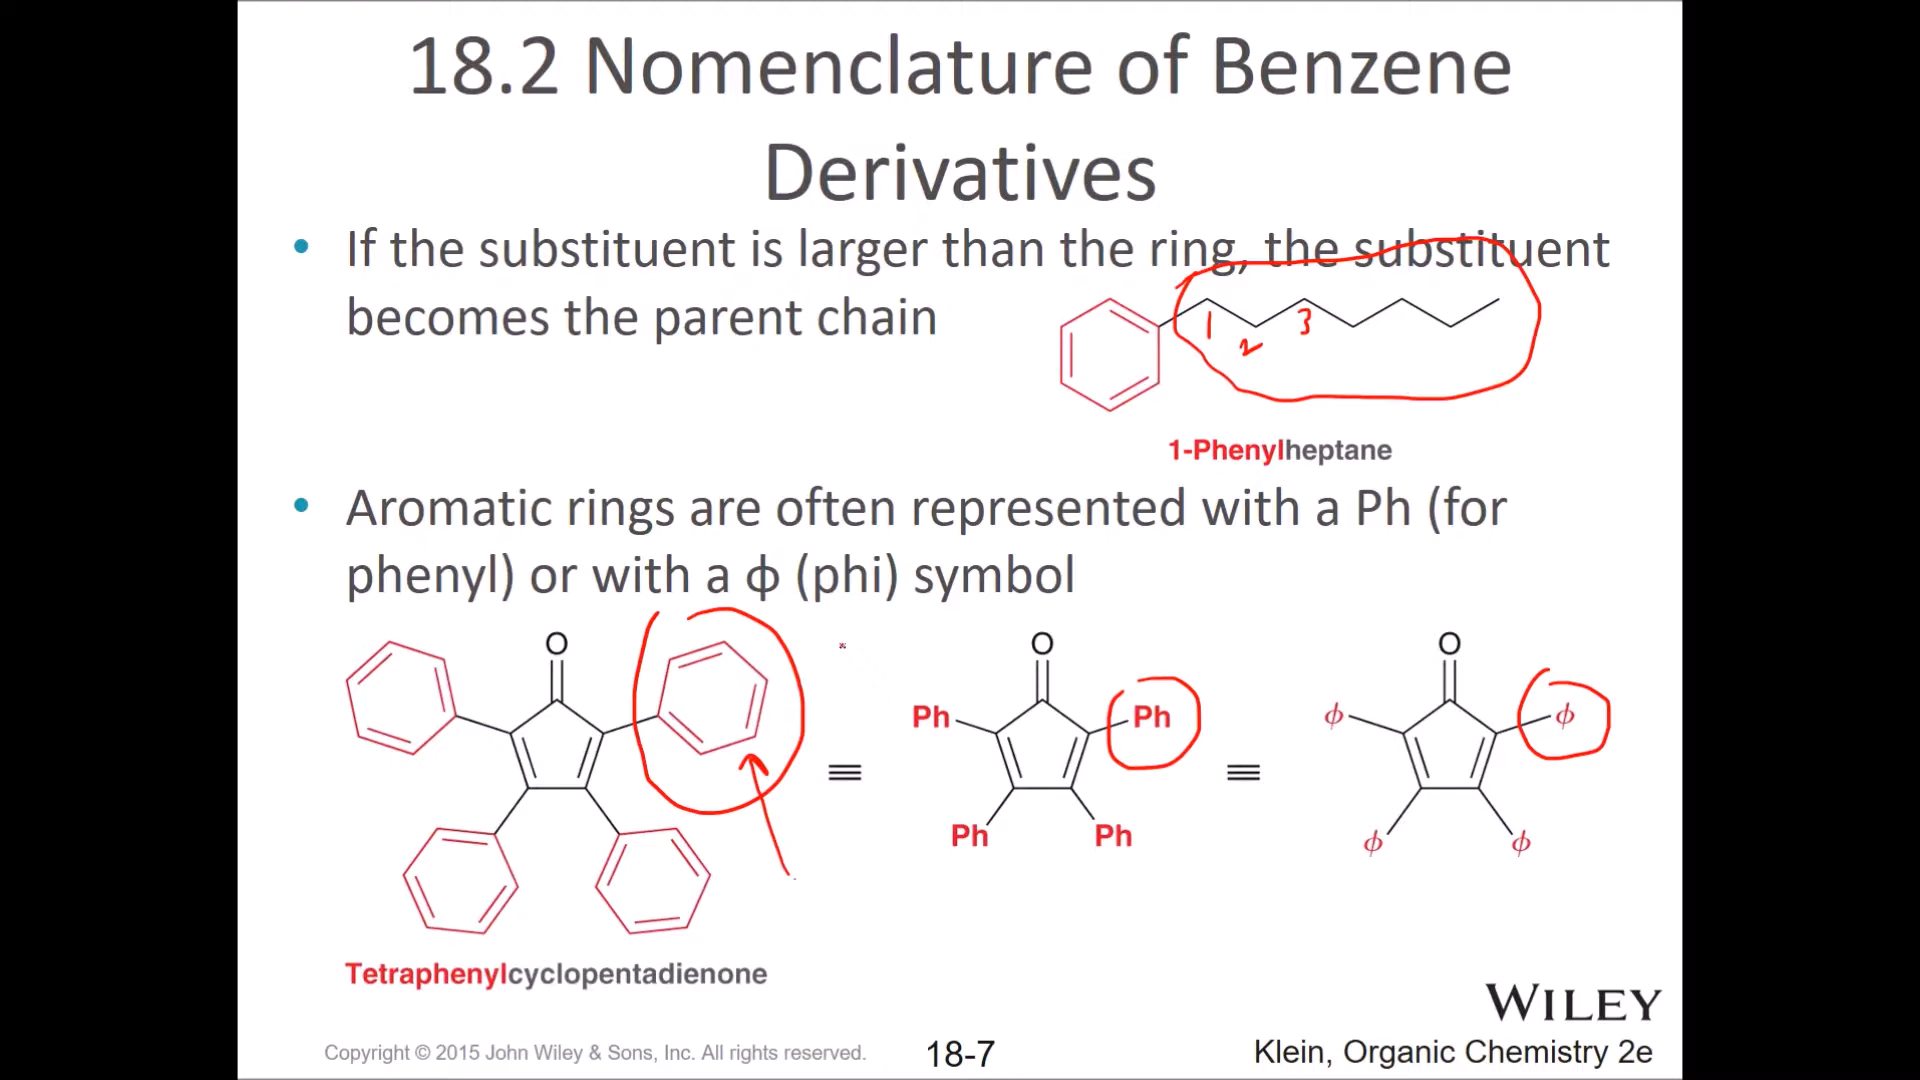 18.2 Nomenclature of Benzene
Derivatives
• If the substituent is larger than the ring, the substituent
becomes the parent chain
1
2
3
1-Phenylheptane
• Aromatic rings are often represented with a Ph (for
phenyl) or with a ϕ (phi) symbol
O
O
O
Ph
Ph
ϕ
ϕ
≡
≡
Ph
Ph
ϕ
ϕ
Tetraphenylcyclopentadienone
WILEY
Copyright © 2015 John Wiley & Sons, Inc. All rights reserved.
18-7
Klein, Organic Chemistry 2e